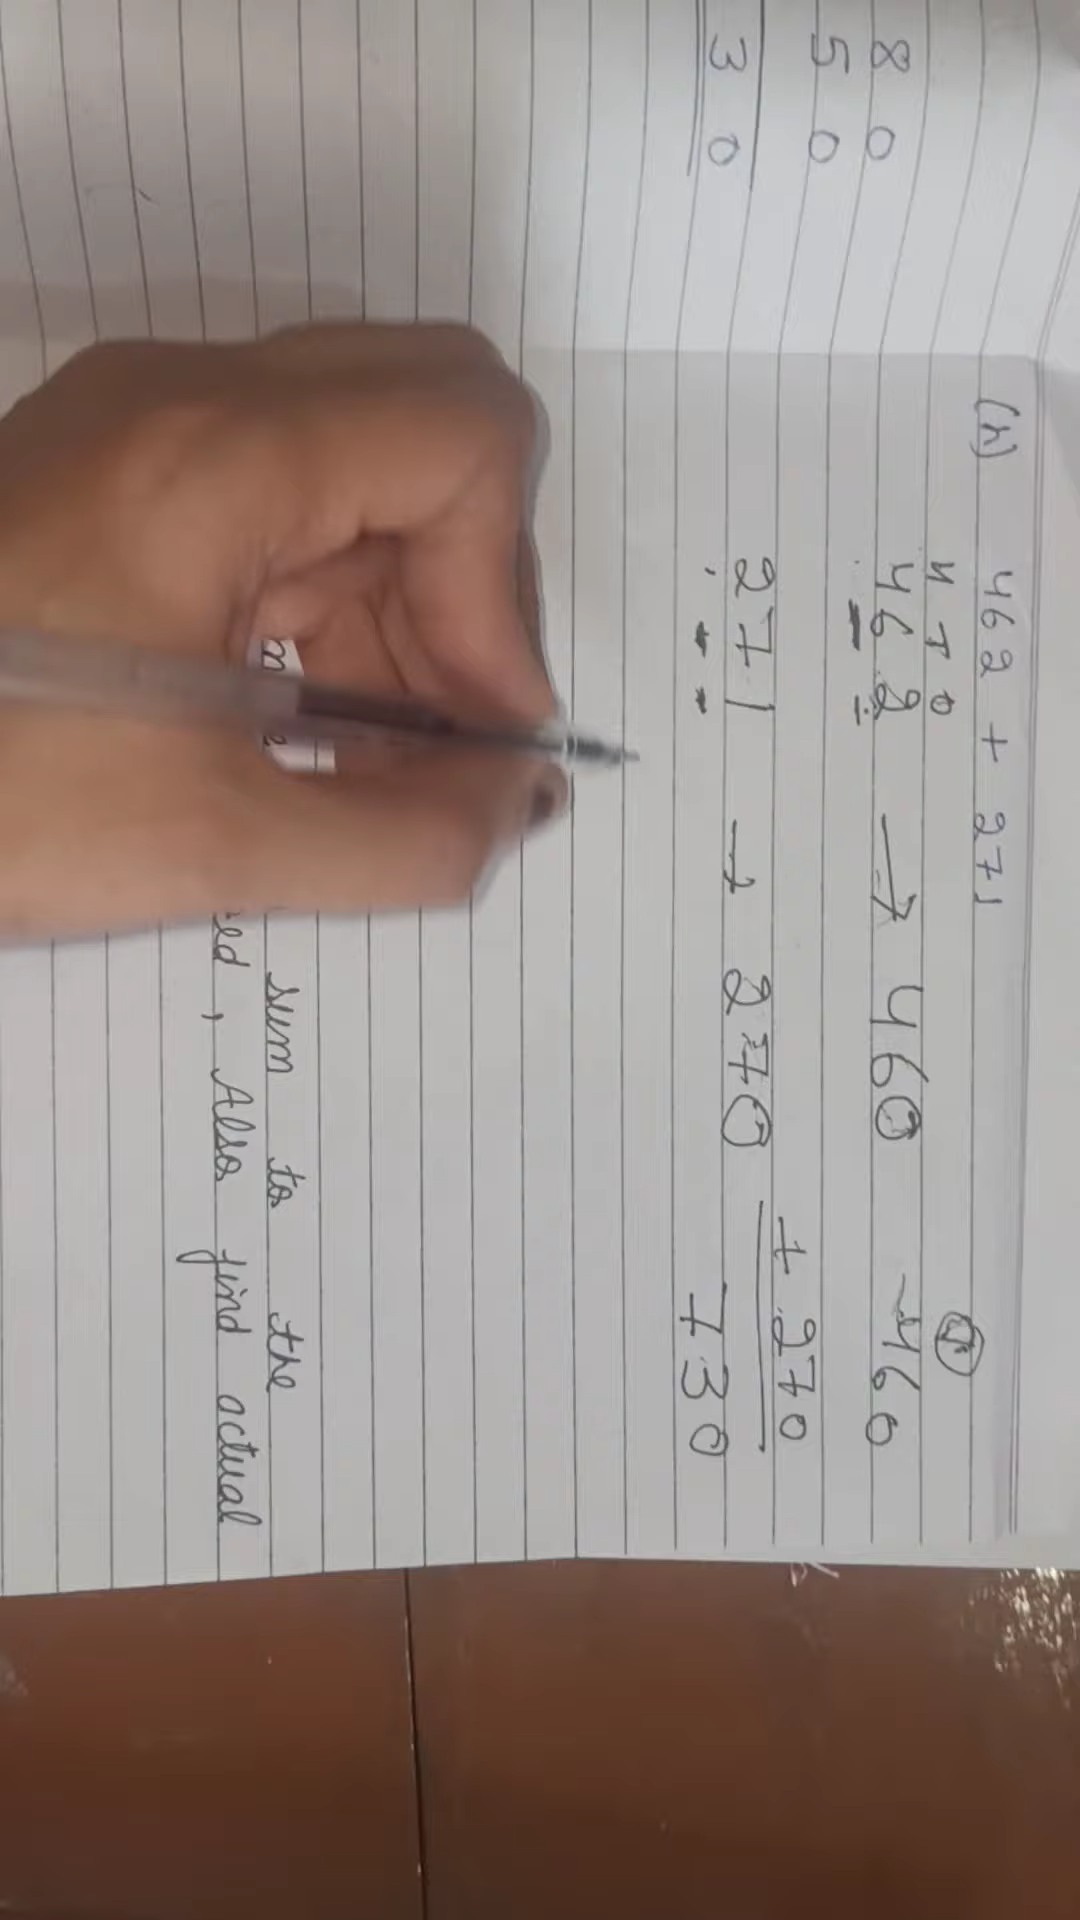 80
50
30
(h) 462 + 271
H T O
462 → 460 → 460
+ 270
271 → 270 730
sum to the
ed, Also find actual